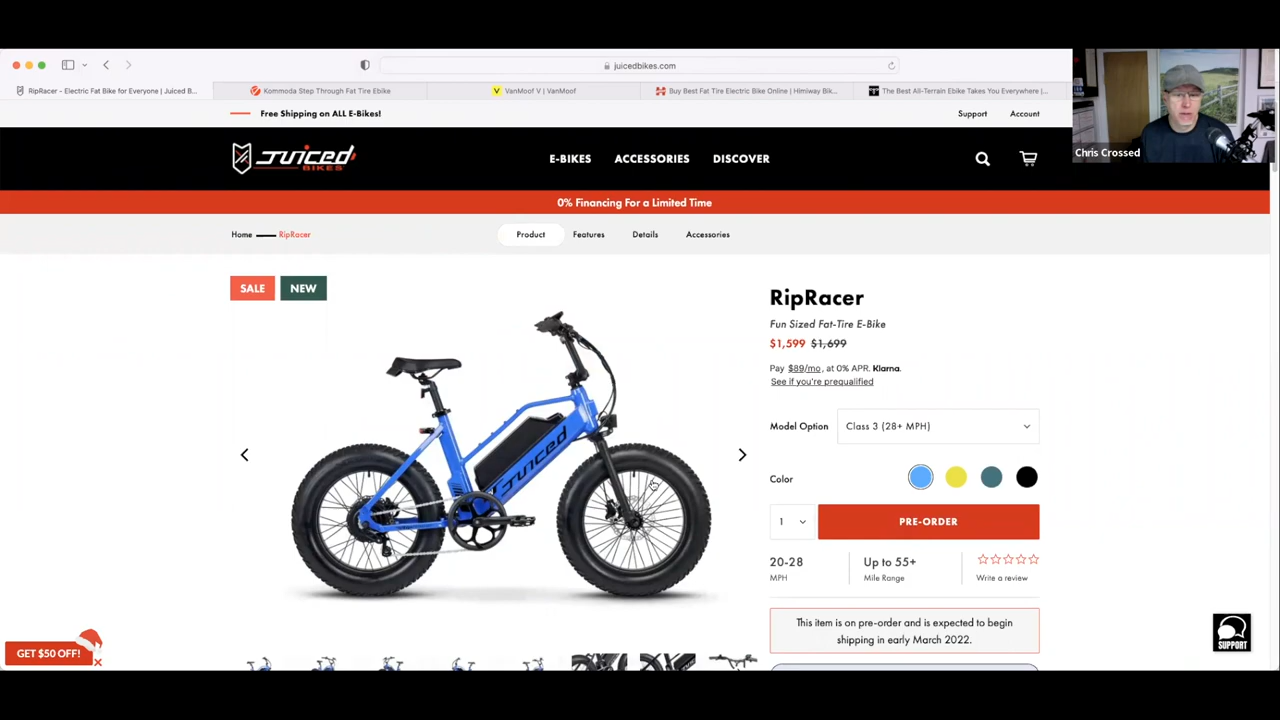 juicedbikes.com
RipRacer - Electric Fat Bike for Everyone | Juiced B...
Kommoda Step Through Fat Tire Ebike
VanMoof V | VanMoof
Buy Best Fat Tire Electric Bike Online | Himiway Bik...
The Best All-Terrain Ebike Takes You Everywhere |...
Free Shipping on ALL E-Bikes!
Support
Account
Chris Crossed
JUICED
BIKES
E-BIKES
ACCESSORIES
DISCOVER
0% Financing For a Limited Time
Home
RipRacer
Product
Features
Details
Accessories
SALE
NEW
RipRacer
Fun Sized Fat-Tire E-Bike
$1,599 $1,699
Pay $89/mo, at 0% APR. Klarna.
See if you're prequalified
Model Option
Class 3 (28+ MPH)
Color
JUICED
1
PRE-ORDER
20-28
MPH
Up to 55+
Mile Range
Write a review
This item is on pre-order and is expected to begin
shipping in early March 2022.
GET $50 OFF!
x
SUPPORT